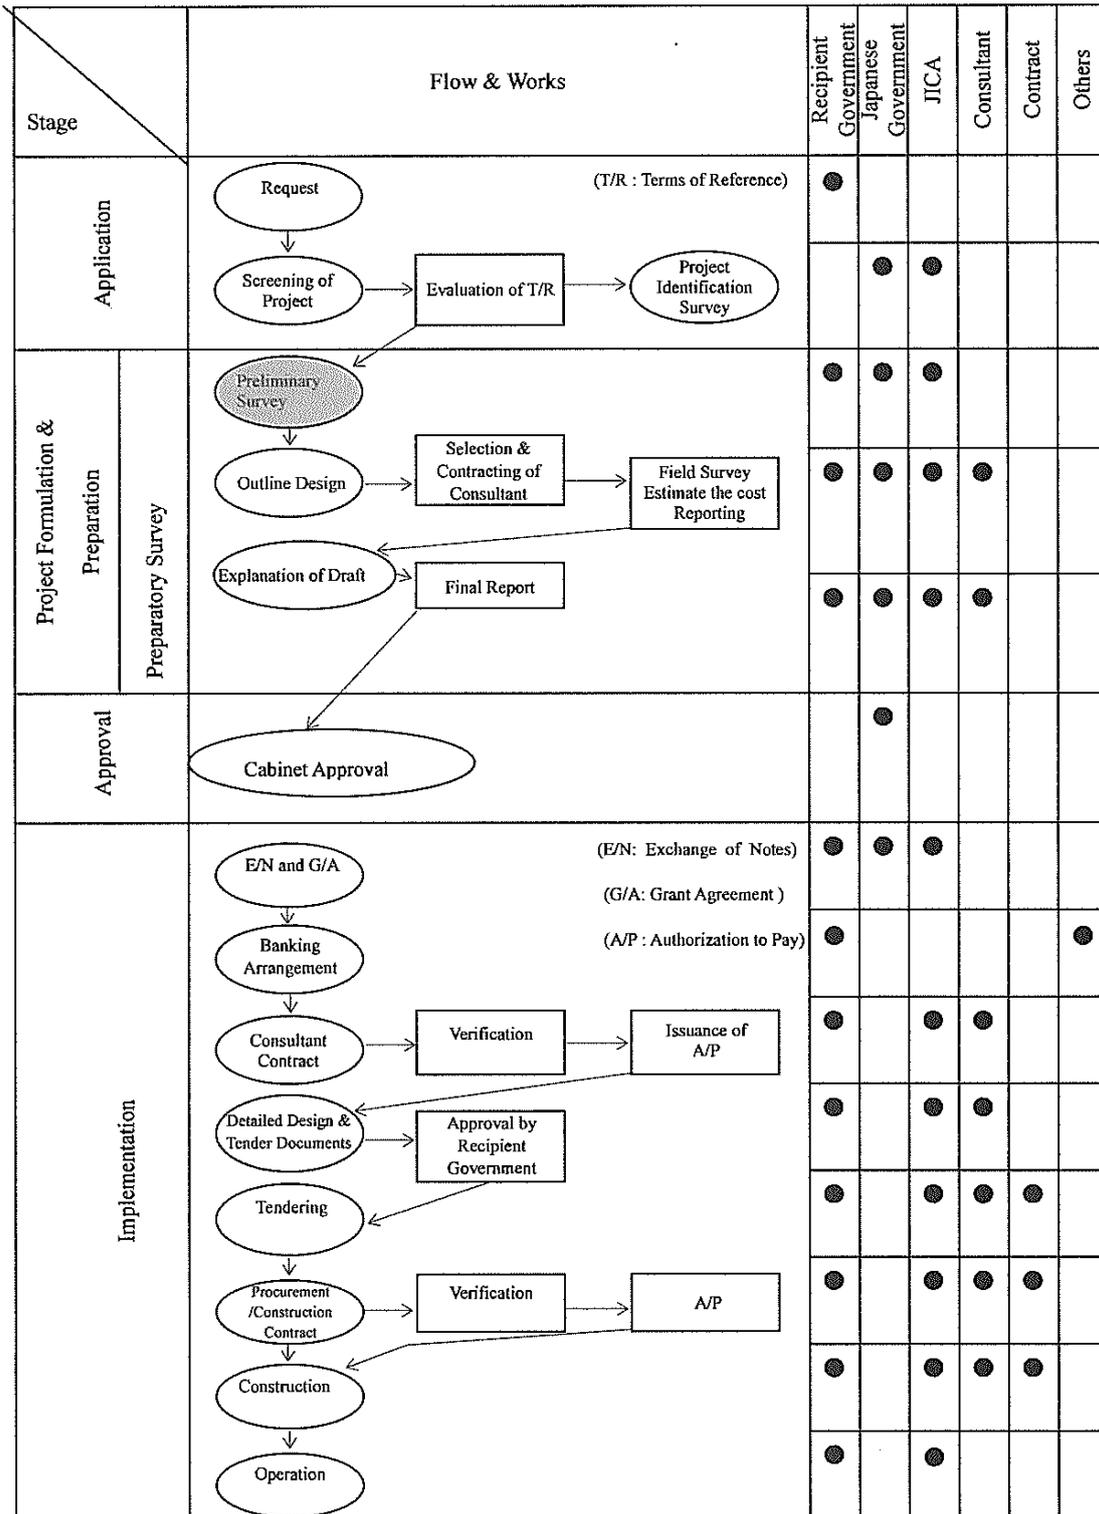 Stage
Flow & Works
Recipient
Government
Japanese
Government
JICA
Consultant
Contract
Others
Application
Request
(T/R : Terms of Reference)
Screening of
Project
Evaluation of T/R
Project
Identification
Survey
Project Formulation &
Preparation
Preparatory Survey
Preliminary
Survey
Outline Design
Selection &
Contracting of
Consultant
Field Survey
Estimate the cost
Reporting
Explanation of Draft
Final Report
Approval
Cabinet Approval
Implementation
E/N and G/A
(E/N: Exchange of Notes)
(G/A: Grant Agreement )
Banking
Arrangement
(A/P : Authorization to Pay)
Consultant
Contract
Verification
Issuance of
A/P
Detailed Design &
Tender Documents
Approval by
Recipient
Government
Tendering
Procurement
/Construction
Contract
Verification
A/P
Construction
Operation